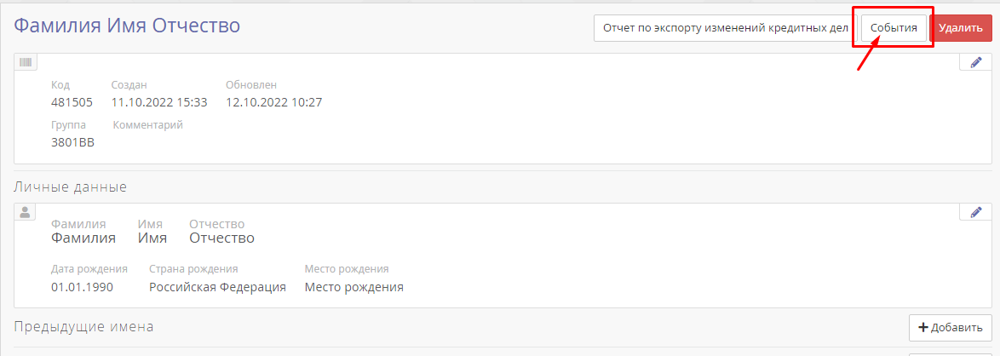 Фамилия Имя Отчество
Отчет по экспорту изменений кредитных дел События Удалить
Код Создан Обновлен
481505 11.10.2022 15:33 12.10.2022 10:27
Группа Комментарий
3801BB
Личные данные
Фамилия Имя Отчество
Фамилия Имя Отчество
Дата рождения Страна рождения Место рождения
01.01.1990 Российская Федерация Место рождения
Предыдущие имена + Добавить